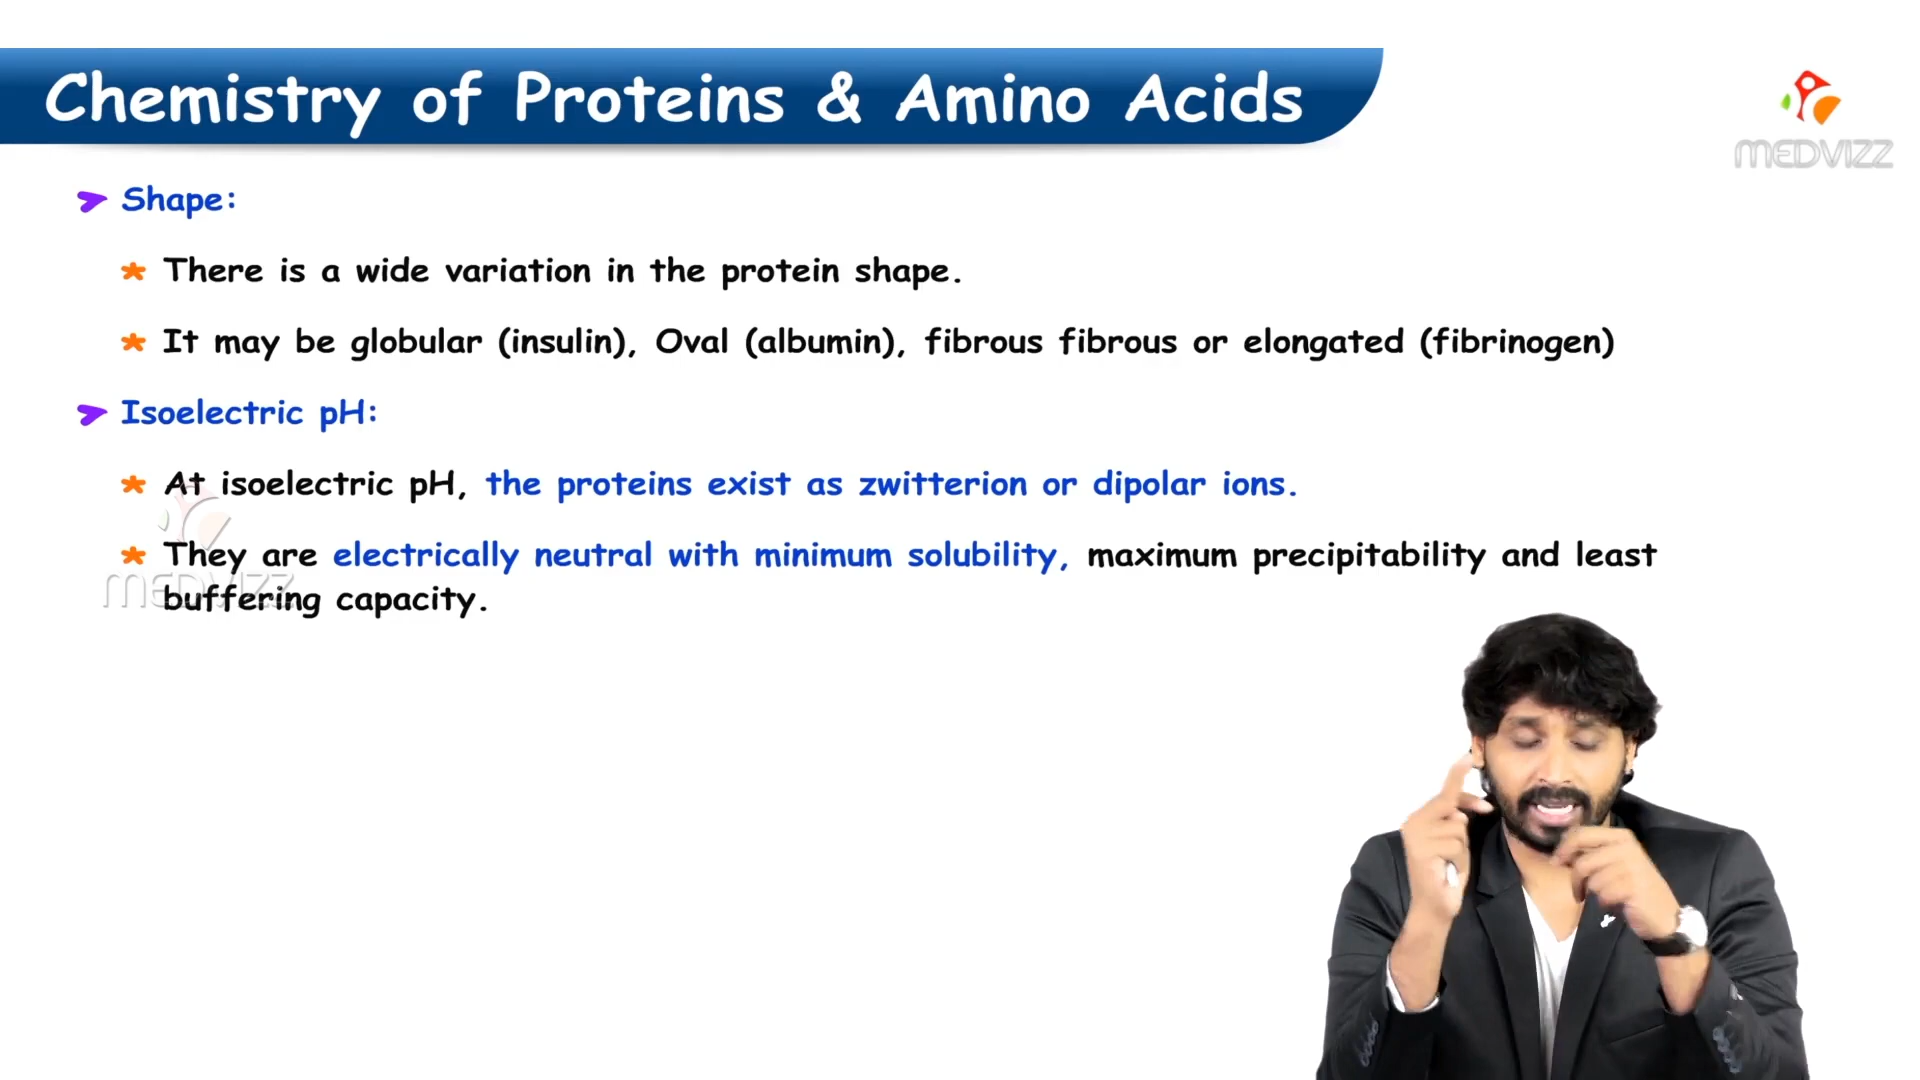 Chemistry of Proteins & Amino Acids
MEDVIZZ
Shape:
There is a wide variation in the protein shape.
It may be globular (insulin), Oval (albumin), fibrous fibrous or elongated (fibrinogen)
Isoelectric pH:
At isoelectric pH, the proteins exist as zwitterion or dipolar ions.
They are electrically neutral with minimum solubility, maximum precipitability and least
buffering capacity.
MEDVIZZ